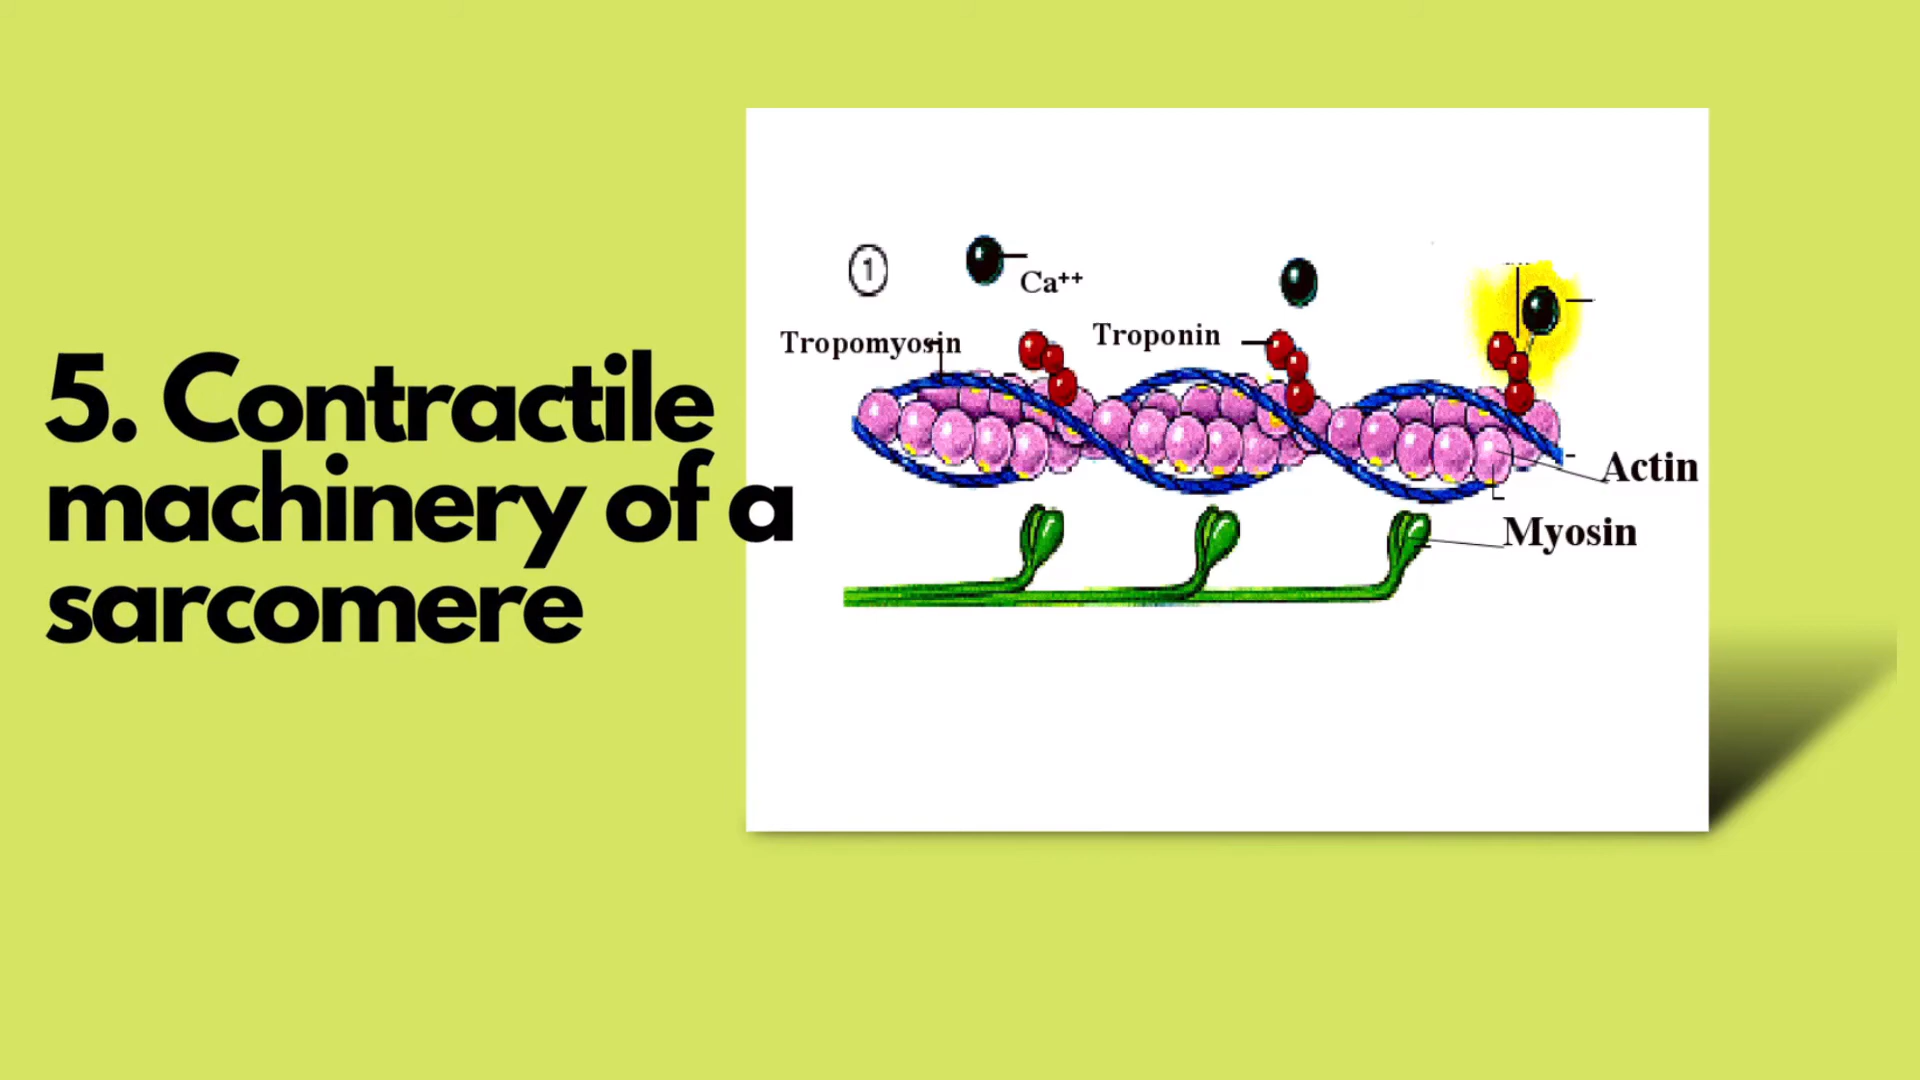 5. Contractile
machinery of a
sarcomere
1
Ca++
Tropomyosin
Troponin
Actin
Myosin